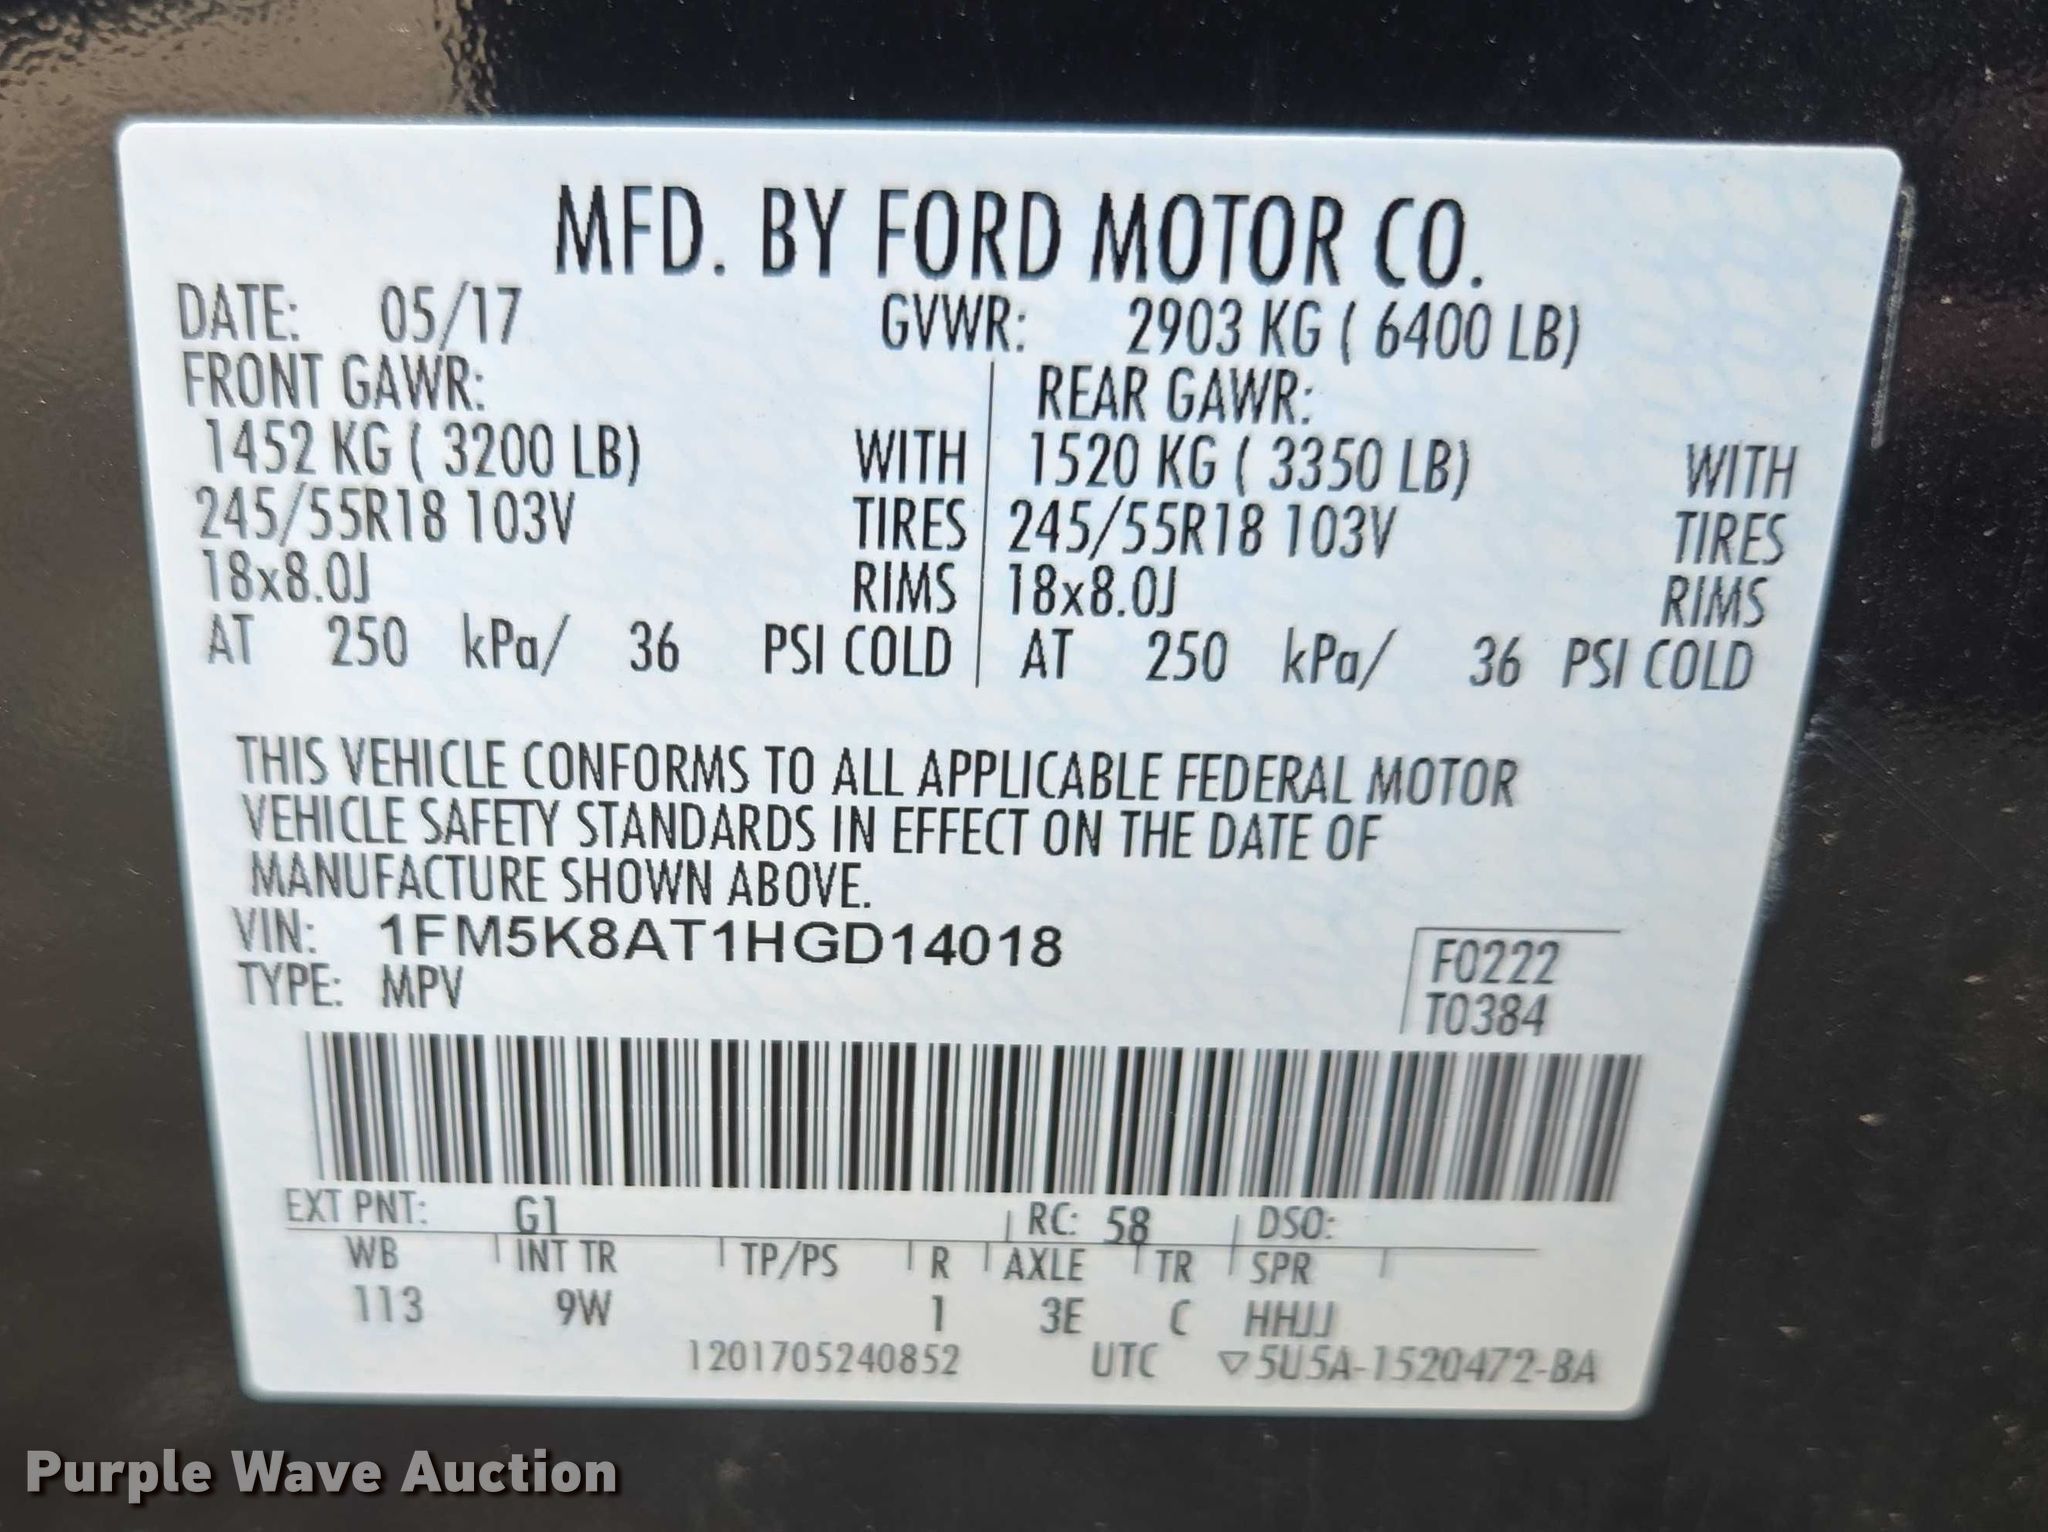 MFD. BY FORD MOTOR CO.
DATE: 05/17 GVWR: 2903 KG ( 6400 LB)
FRONT GAWR: REAR GAWR:
1452 KG ( 3200 LB) WITH 1520 KG ( 3350 LB) WITH
245/55R18 103V TIRES 245/55R18 103V TIRES
18x8.0J RIMS 18x8.0J RIMS
AT 250 kPa/ 36 PSI COLD AT 250 kPa/ 36 PSI COLD
THIS VEHICLE CONFORMS TO ALL APPLICABLE FEDERAL MOTOR
VEHICLE SAFETY STANDARDS IN EFFECT ON THE DATE OF
MANUFACTURE SHOWN ABOVE.
VIN: 1FM5K8AT1HGD14018
TYPE: MPV
F0222
T0384
EXT PNT: G1 RC: 58 DSO:
WB INT TR TP/PS R AXLE TR SPR
113 9W 1 3E C HHJJ
1201705240852 UTC ▽5U5A-1520472-BA
Purple Wave Auction